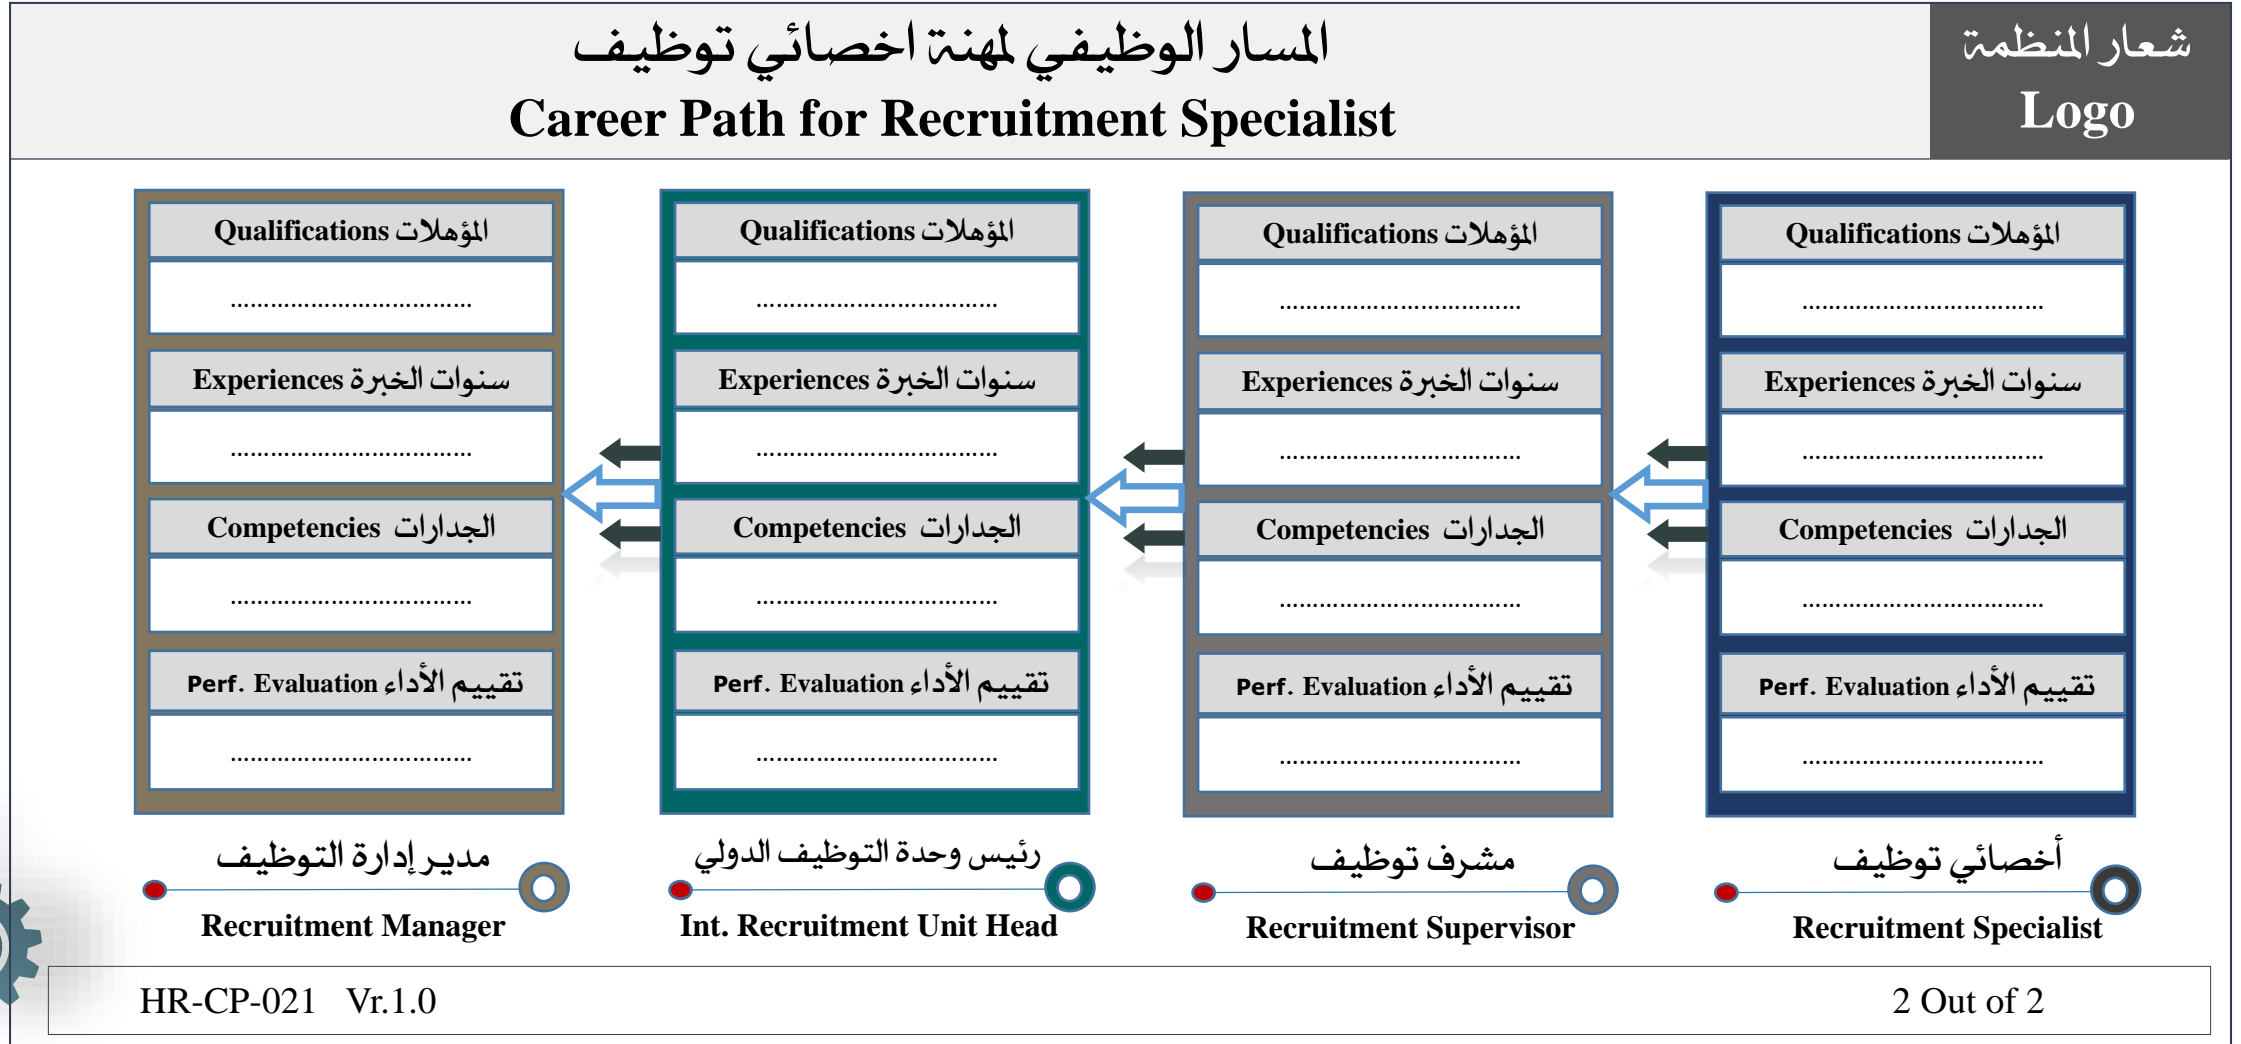 المسار الوظيفي لمهنة اخصائي توظيف
Career Path for Recruitment Specialist
شعار المنظمة
Logo
المؤهلات Qualifications
....................................
سنوات الخبرة Experiences
....................................
الجدارات Competencies
....................................
تقييم الأداء Perf. Evaluation
....................................
أخصائي توظيف
Recruitment Specialist
المؤهلات Qualifications
....................................
سنوات الخبرة Experiences
....................................
الجدارات Competencies
....................................
تقييم الأداء Perf. Evaluation
....................................
مشرف توظيف
Recruitment Supervisor
المؤهلات Qualifications
....................................
سنوات الخبرة Experiences
....................................
الجدارات Competencies
....................................
تقييم الأداء Perf. Evaluation
....................................
رئيس وحدة التوظيف الدولي
Int. Recruitment Unit Head
المؤهلات Qualifications
....................................
سنوات الخبرة Experiences
....................................
الجدارات Competencies
....................................
تقييم الأداء Perf. Evaluation
....................................
مدير إدارة التوظيف
Recruitment Manager
HR-CP-021 Vr.1.0
2 Out of 2